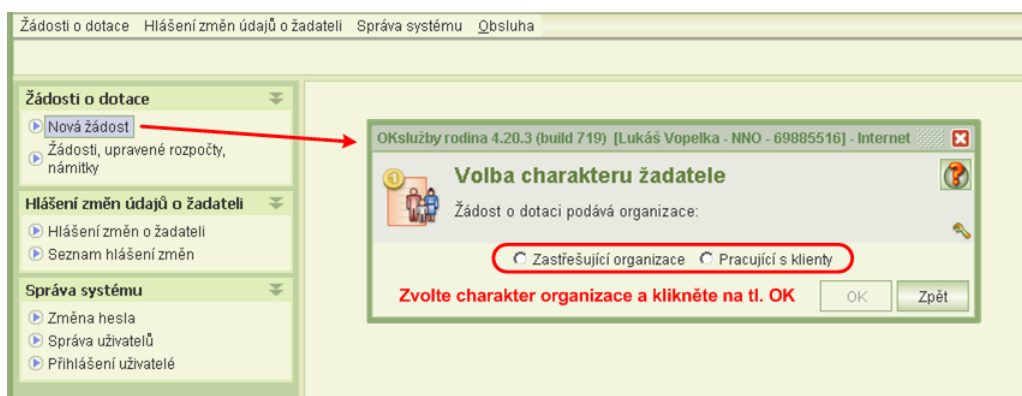 Žádosti o dotace Hlášení změn údajů o žadateli Správa systému Obsluha
Žádosti o dotace
Nová žádost
Žádosti, upravené rozpočty,
námitky
Hlášení změn údajů o žadateli
Hlášení změn o žadateli
Seznam hlášení změn
Správa systému
Změna hesla
Správa uživatelů
Přihlášení uživatelé
OKslužby rodina 4.20.3 (build 719) [Lukáš Vopelka - NNO - 69885516] - Internet
1
Volba charakteru žadatele
?
Žádost o dotaci podává organizace:
Zastřešující organizace Pracující s klienty
Zvolte charakter organizace a klikněte na tl. OK
OK Zpět